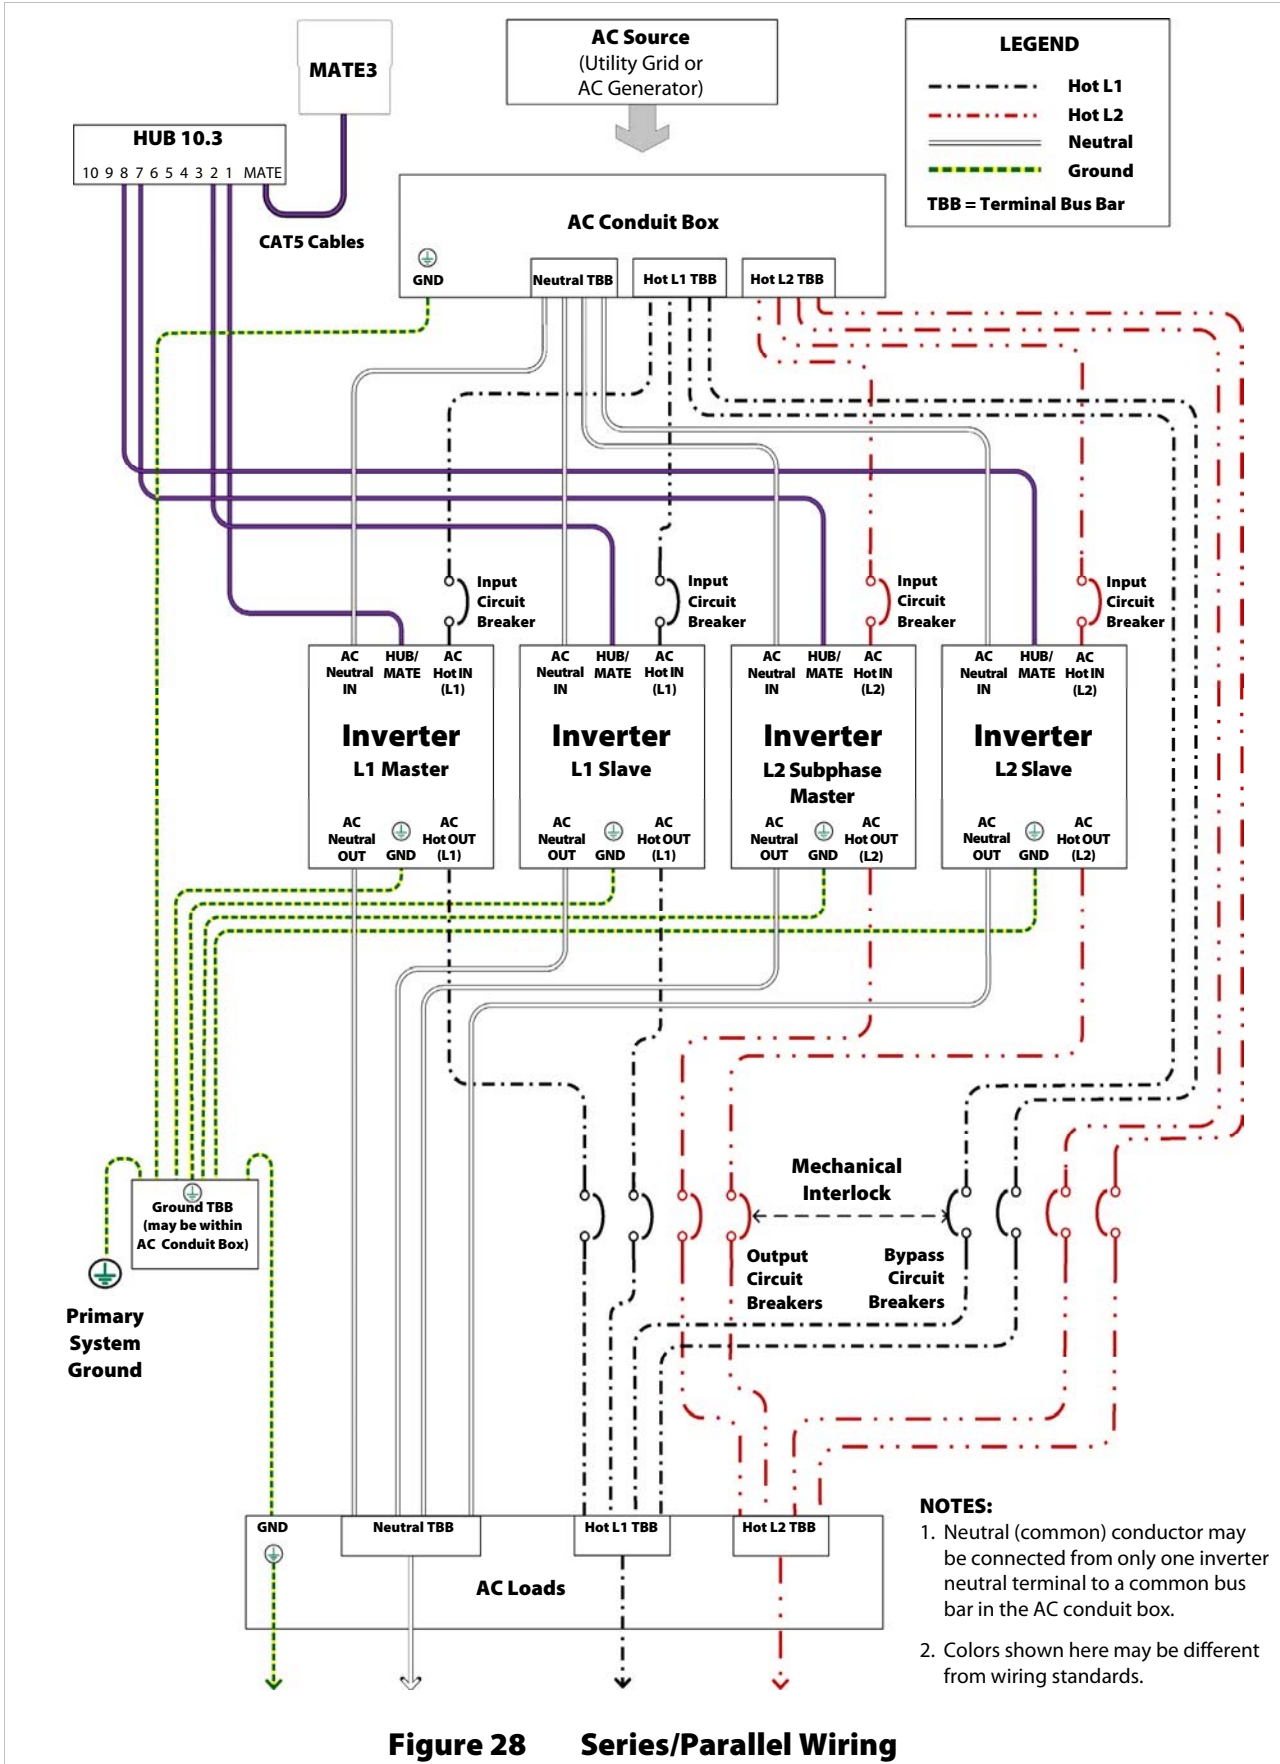 MATE3
AC Source
(Utility Grid or
AC Generator)
LEGEND
Hot L1
Hot L2
Neutral
Ground
TBB = Terminal Bus Bar
HUB 10.3
10 9 8 7 6 5 4 3 2 1 MATE
CAT5 Cables
AC Conduit Box
GND
Neutral TBB
Hot L1 TBB
Hot L2 TBB
Input
Circuit
Breaker
Input
Circuit
Breaker
Input
Circuit
Breaker
Input
Circuit
Breaker
AC
Neutral
IN
HUB/
MATE
AC
Hot IN
(L1)
Inverter
L1 Master
AC
Neutral
OUT
GND
AC
Hot OUT
(L1)
AC
Neutral
IN
HUB/
MATE
AC
Hot IN
(L1)
Inverter
L1 Slave
AC
Neutral
OUT
GND
AC
Hot OUT
(L1)
AC
Neutral
IN
HUB/
MATE
AC
Hot IN
(L2)
Inverter
L2 Subphase
Master
AC
Neutral
OUT
GND
AC
Hot OUT
(L2)
AC
Neutral
IN
HUB/
MATE
AC
Hot IN
(L2)
Inverter
L2 Slave
AC
Neutral
OUT
GND
AC
Hot OUT
(L2)
Mechanical
Interlock
Output
Circuit
Breakers
Bypass
Circuit
Breakers
Ground TBB
(may be within
AC Conduit Box)
Primary
System
Ground
GND
Neutral TBB
Hot L1 TBB
Hot L2 TBB
AC Loads
NOTES:
1. Neutral (common) conductor may
be connected from only one inverter
neutral terminal to a common bus
bar in the AC conduit box.
2. Colors shown here may be different
from wiring standards.
Figure 28 Series/Parallel Wiring